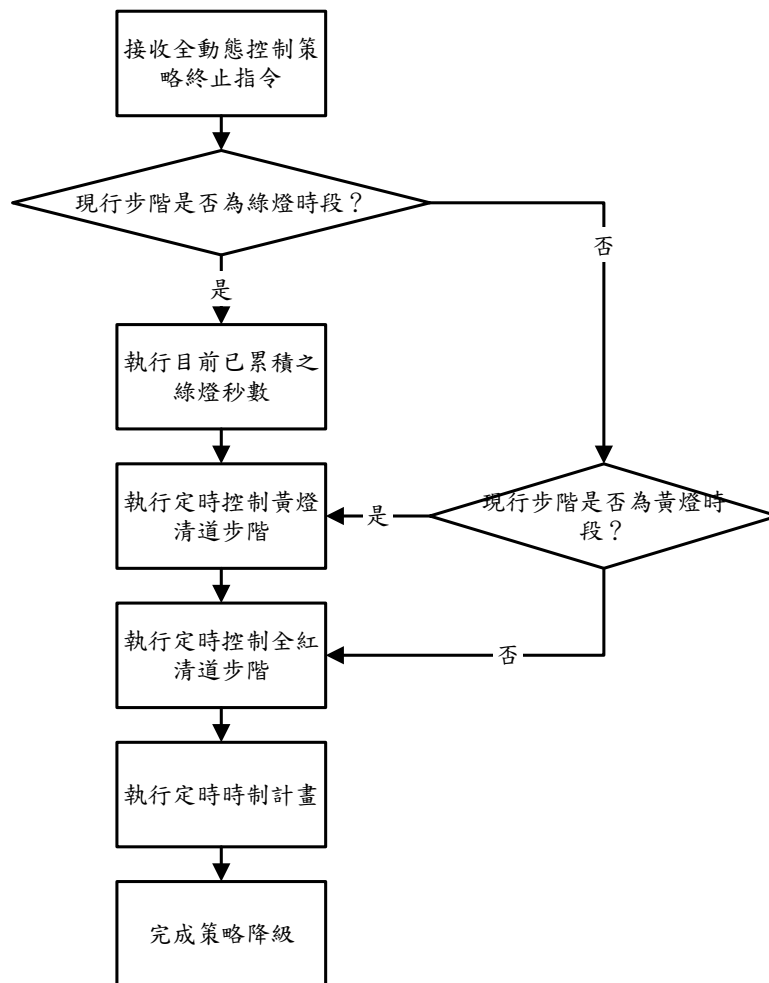 接收全動態控制策
略終止指令
現行步階是否為綠燈時段？
否
是
執行目前已累積之
綠燈秒數
執行定時控制黃燈
清道步階
是
現行步階是否為黃燈時
段？
執行定時控制全紅
清道步階
否
執行定時時制計畫
完成策略降級